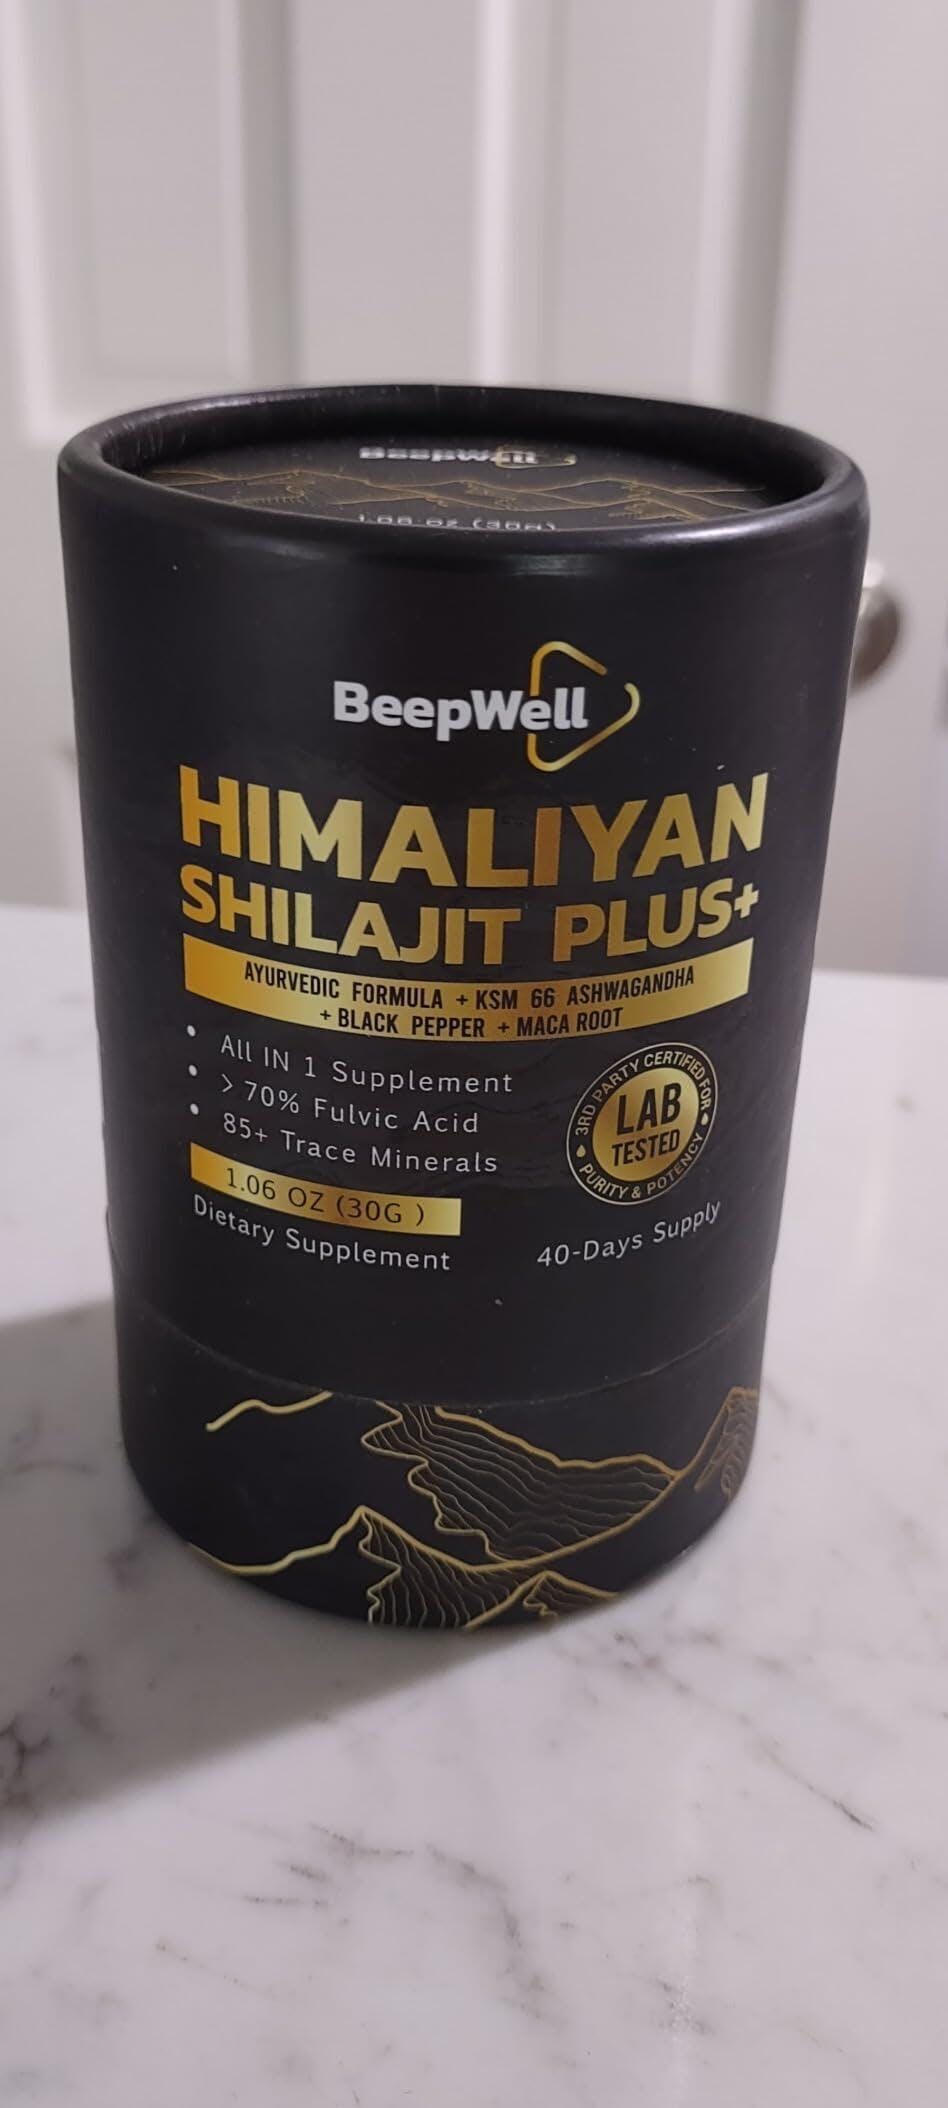 BeepWell
1.06 OZ (30G)
BeepWell
HIMALIYAN
SHILAJIT PLUS+
AYURVEDIC FORMULA + KSM 66 ASHWAGANDHA
+ BLACK PEPPER + MACA ROOT
• All IN 1 Supplement
• > 70% Fulvic Acid
• 85+ Trace Minerals
3RD PARTY CERTIFIED FOR
LAB
TESTED
• PURITY & POTENCY •
1.06 OZ (30G )
Dietary Supplement
40-Days Supply